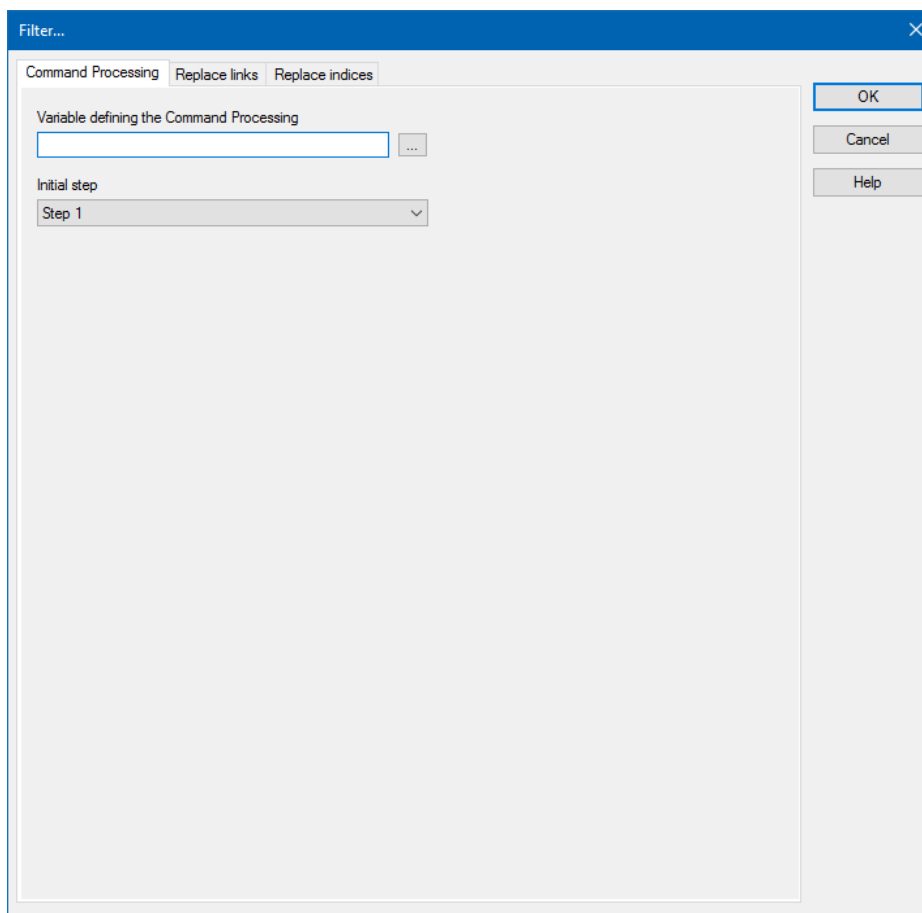 Filter...
Command Processing Replace links Replace indices
Variable defining the Command Processing
...
Initial step
Step 1
OK
Cancel
Help